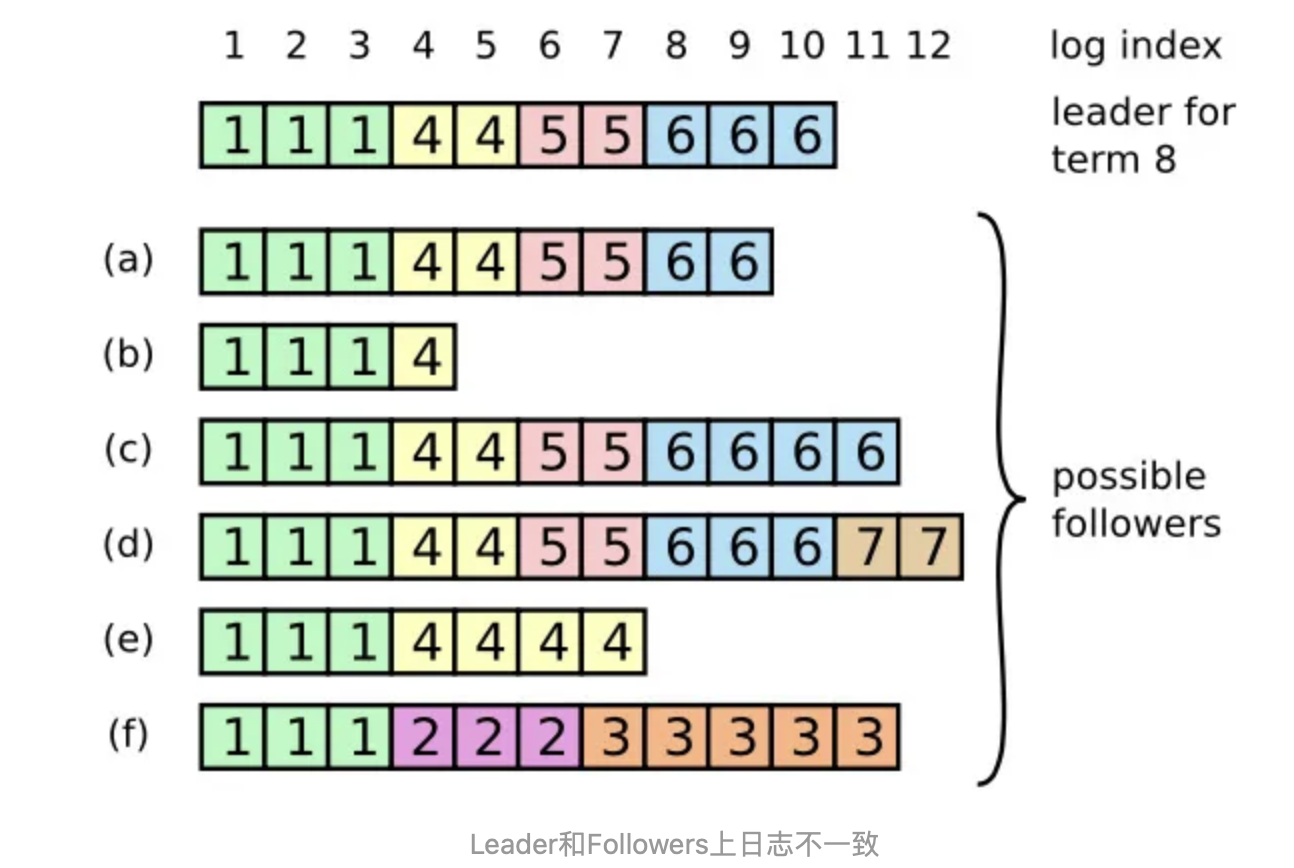 1 2 3 4 5 6 7 8 9 10 11 12 log index
1 1 1 4 4 5 5 6 6 6 leader for
term 8
(a) 1 1 1 4 4 5 5 6 6
(b) 1 1 1 4
(c) 1 1 1 4 4 5 5 6 6 6 6
(d) 1 1 1 4 4 5 5 6 6 6 7 7
(e) 1 1 1 4 4 4 4
(f) 1 1 1 2 2 2 3 3 3 3 3
possible
followers
Leader和Followers上日志不一致